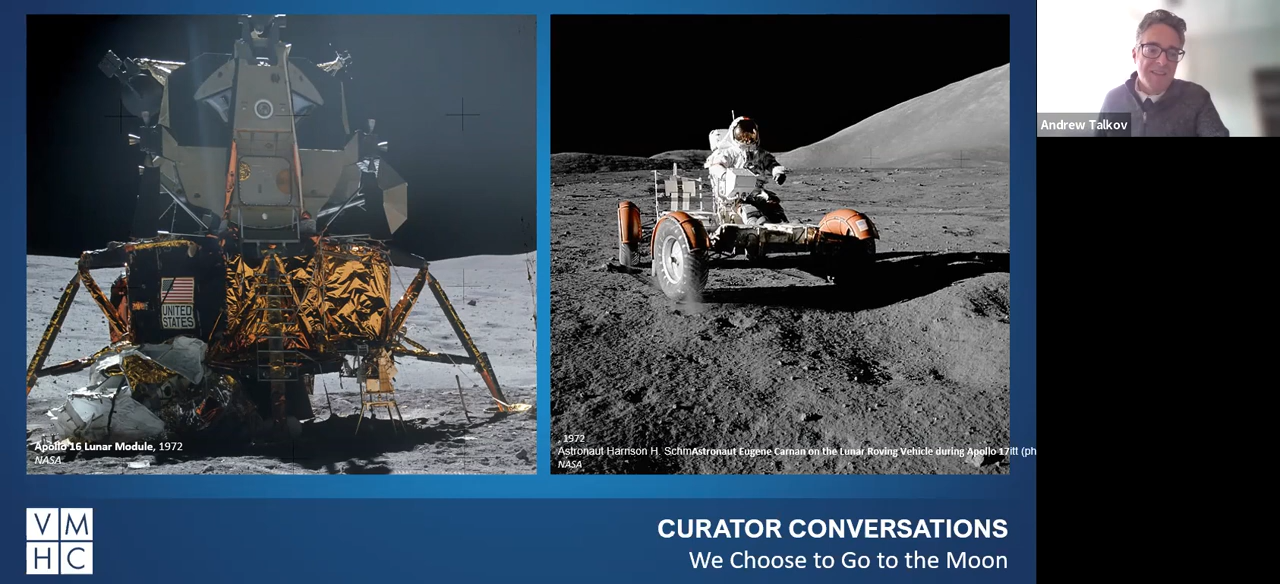 UNITED
STATES
Apollo 16 Lunar Module, 1972
NASA
, 1972
Astronaut Harrison H. SchmAstronaut Eugene Carnan on the Lunar Roving Vehicle during Apollo 17itt (ph
NASA
VM
HC
CURATOR CONVERSATIONS
We Choose to Go to the Moon
Andrew Talkov